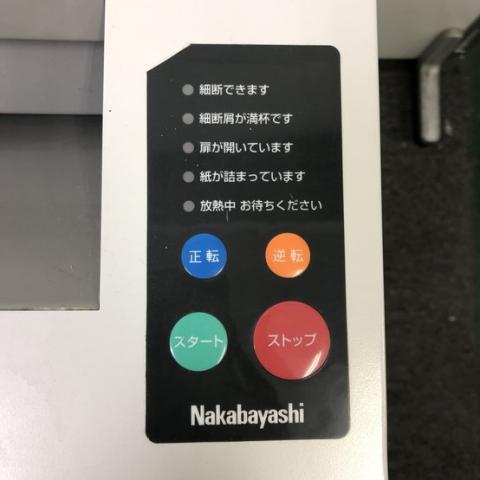 細断できます
細断屑が満杯です
扉が開いています
紙が詰まっています
放熱中 お待ちください
正転
逆転
スタート
ストップ
Nakabayashi